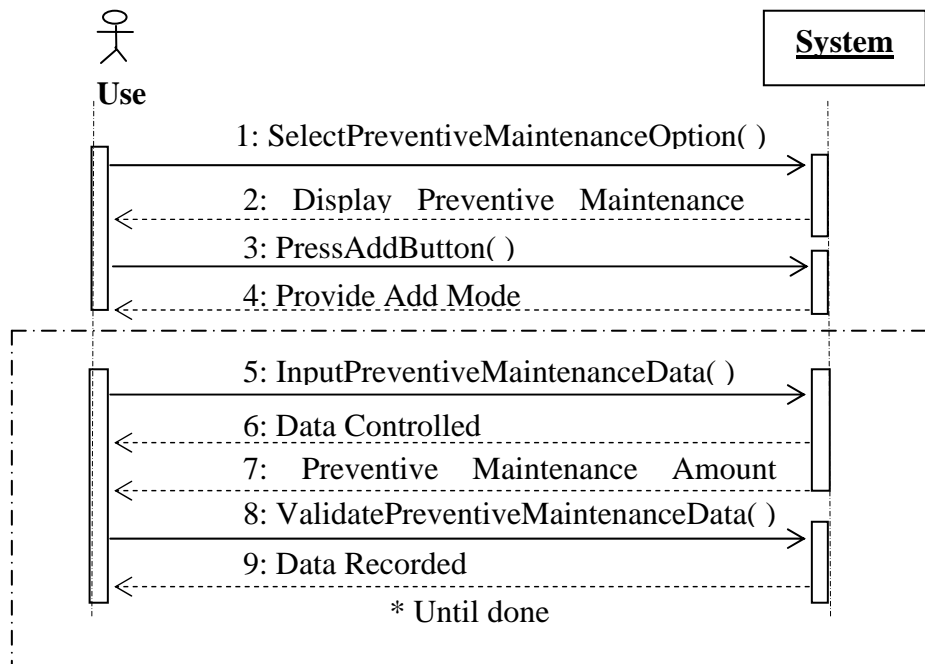 System
Use
1: SelectPreventiveMaintenanceOption( )
2: Display Preventive Maintenance
3: PressAddButton( )
4: Provide Add Mode
5: InputPreventiveMaintenanceData( )
6: Data Controlled
7: Preventive Maintenance Amount
8: ValidatePreventiveMaintenanceData( )
9: Data Recorded
* Until done